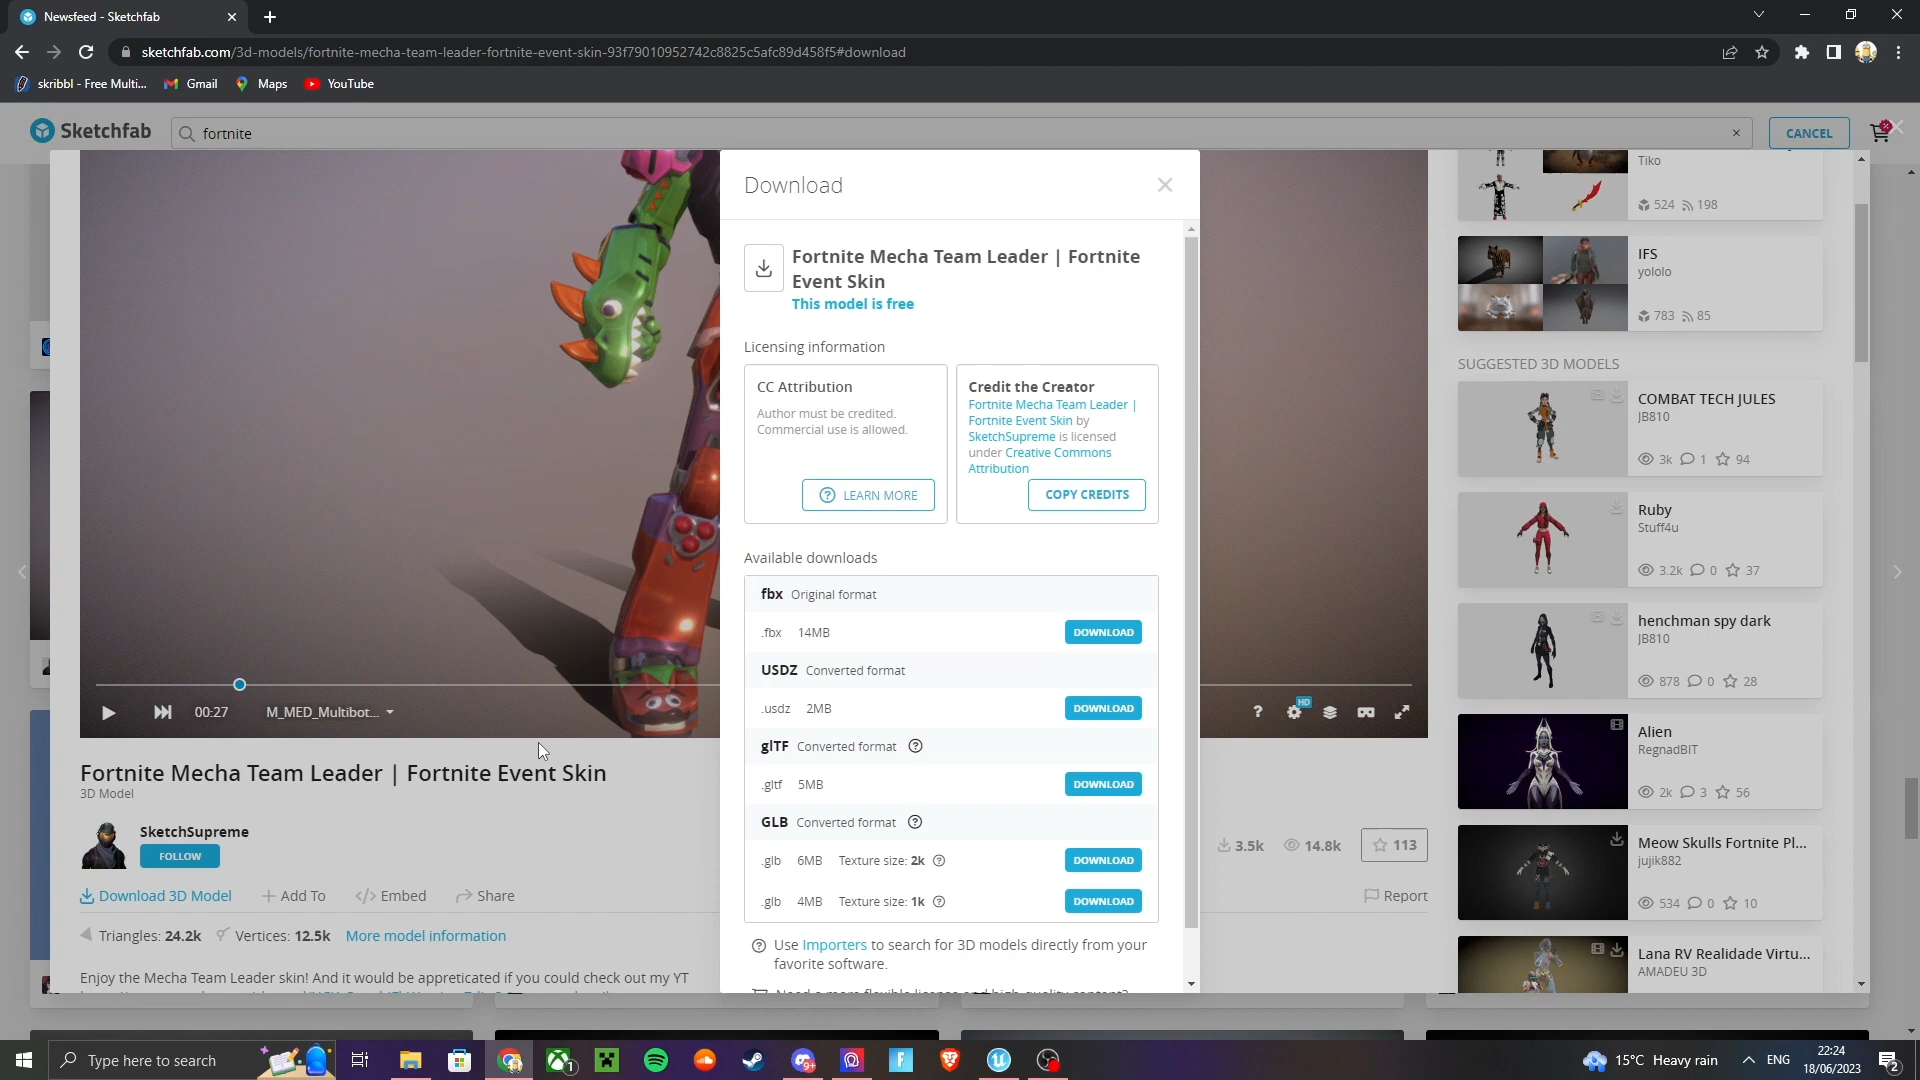 Newsfeed - Sketchfab
sketchfab.com/3d-models/fortnite-mecha-team-leader-fortnite-event-skin-93f79010952742c8825c5afc89d458f5#download
skribbl - Free Multi... Gmail Maps YouTube
Sketchfab fortnite CANCEL
Download
Fortnite Mecha Team Leader | Fortnite
Event Skin
This model is free
Licensing information
CC Attribution
Author must be credited.
Commercial use is allowed.
LEARN MORE
Credit the Creator
Fortnite Mecha Team Leader |
Fortnite Event Skin by
SketchSupreme is licensed
under Creative Commons
Attribution
COPY CREDITS
Available downloads
fbx Original format
.fbx 14MB DOWNLOAD
USDZ Converted format
.usdz 2MB DOWNLOAD
glTF Converted format ?
.gltf 5MB DOWNLOAD
GLB Converted format ?
.glb 6MB Texture size: 2k ? DOWNLOAD
.glb 4MB Texture size: 1k ? DOWNLOAD
? Use Importers to search for 3D models directly from your
favorite software.
00:27 M_MED_Multibot...
? HD
Fortnite Mecha Team Leader | Fortnite Event Skin
3D Model
SketchSupreme
FOLLOW
3.5k 14.8k 113
Download 3D Model + Add To </> Embed Share
Report
Triangles: 24.2k Vertices: 12.5k More model information
Enjoy the Mecha Team Leader skin! And it would be appreticated if you could check out my YT
Tiko
524 198
IFS
yololo
783 85
SUGGESTED 3D MODELS
COMBAT TECH JULES
JB810
3k 1 94
Ruby
Stuff4u
3.2k 0 37
henchman spy dark
JB810
878 0 28
Alien
RegnadBIT
2k 3 56
Meow Skulls Fortnite Pl...
jujik882
534 0 10
Lana RV Realidade Virtu...
AMADEU 3D
Type here to search
1
9+
15°C Heavy rain
ENG
22:24
18/06/2023
2